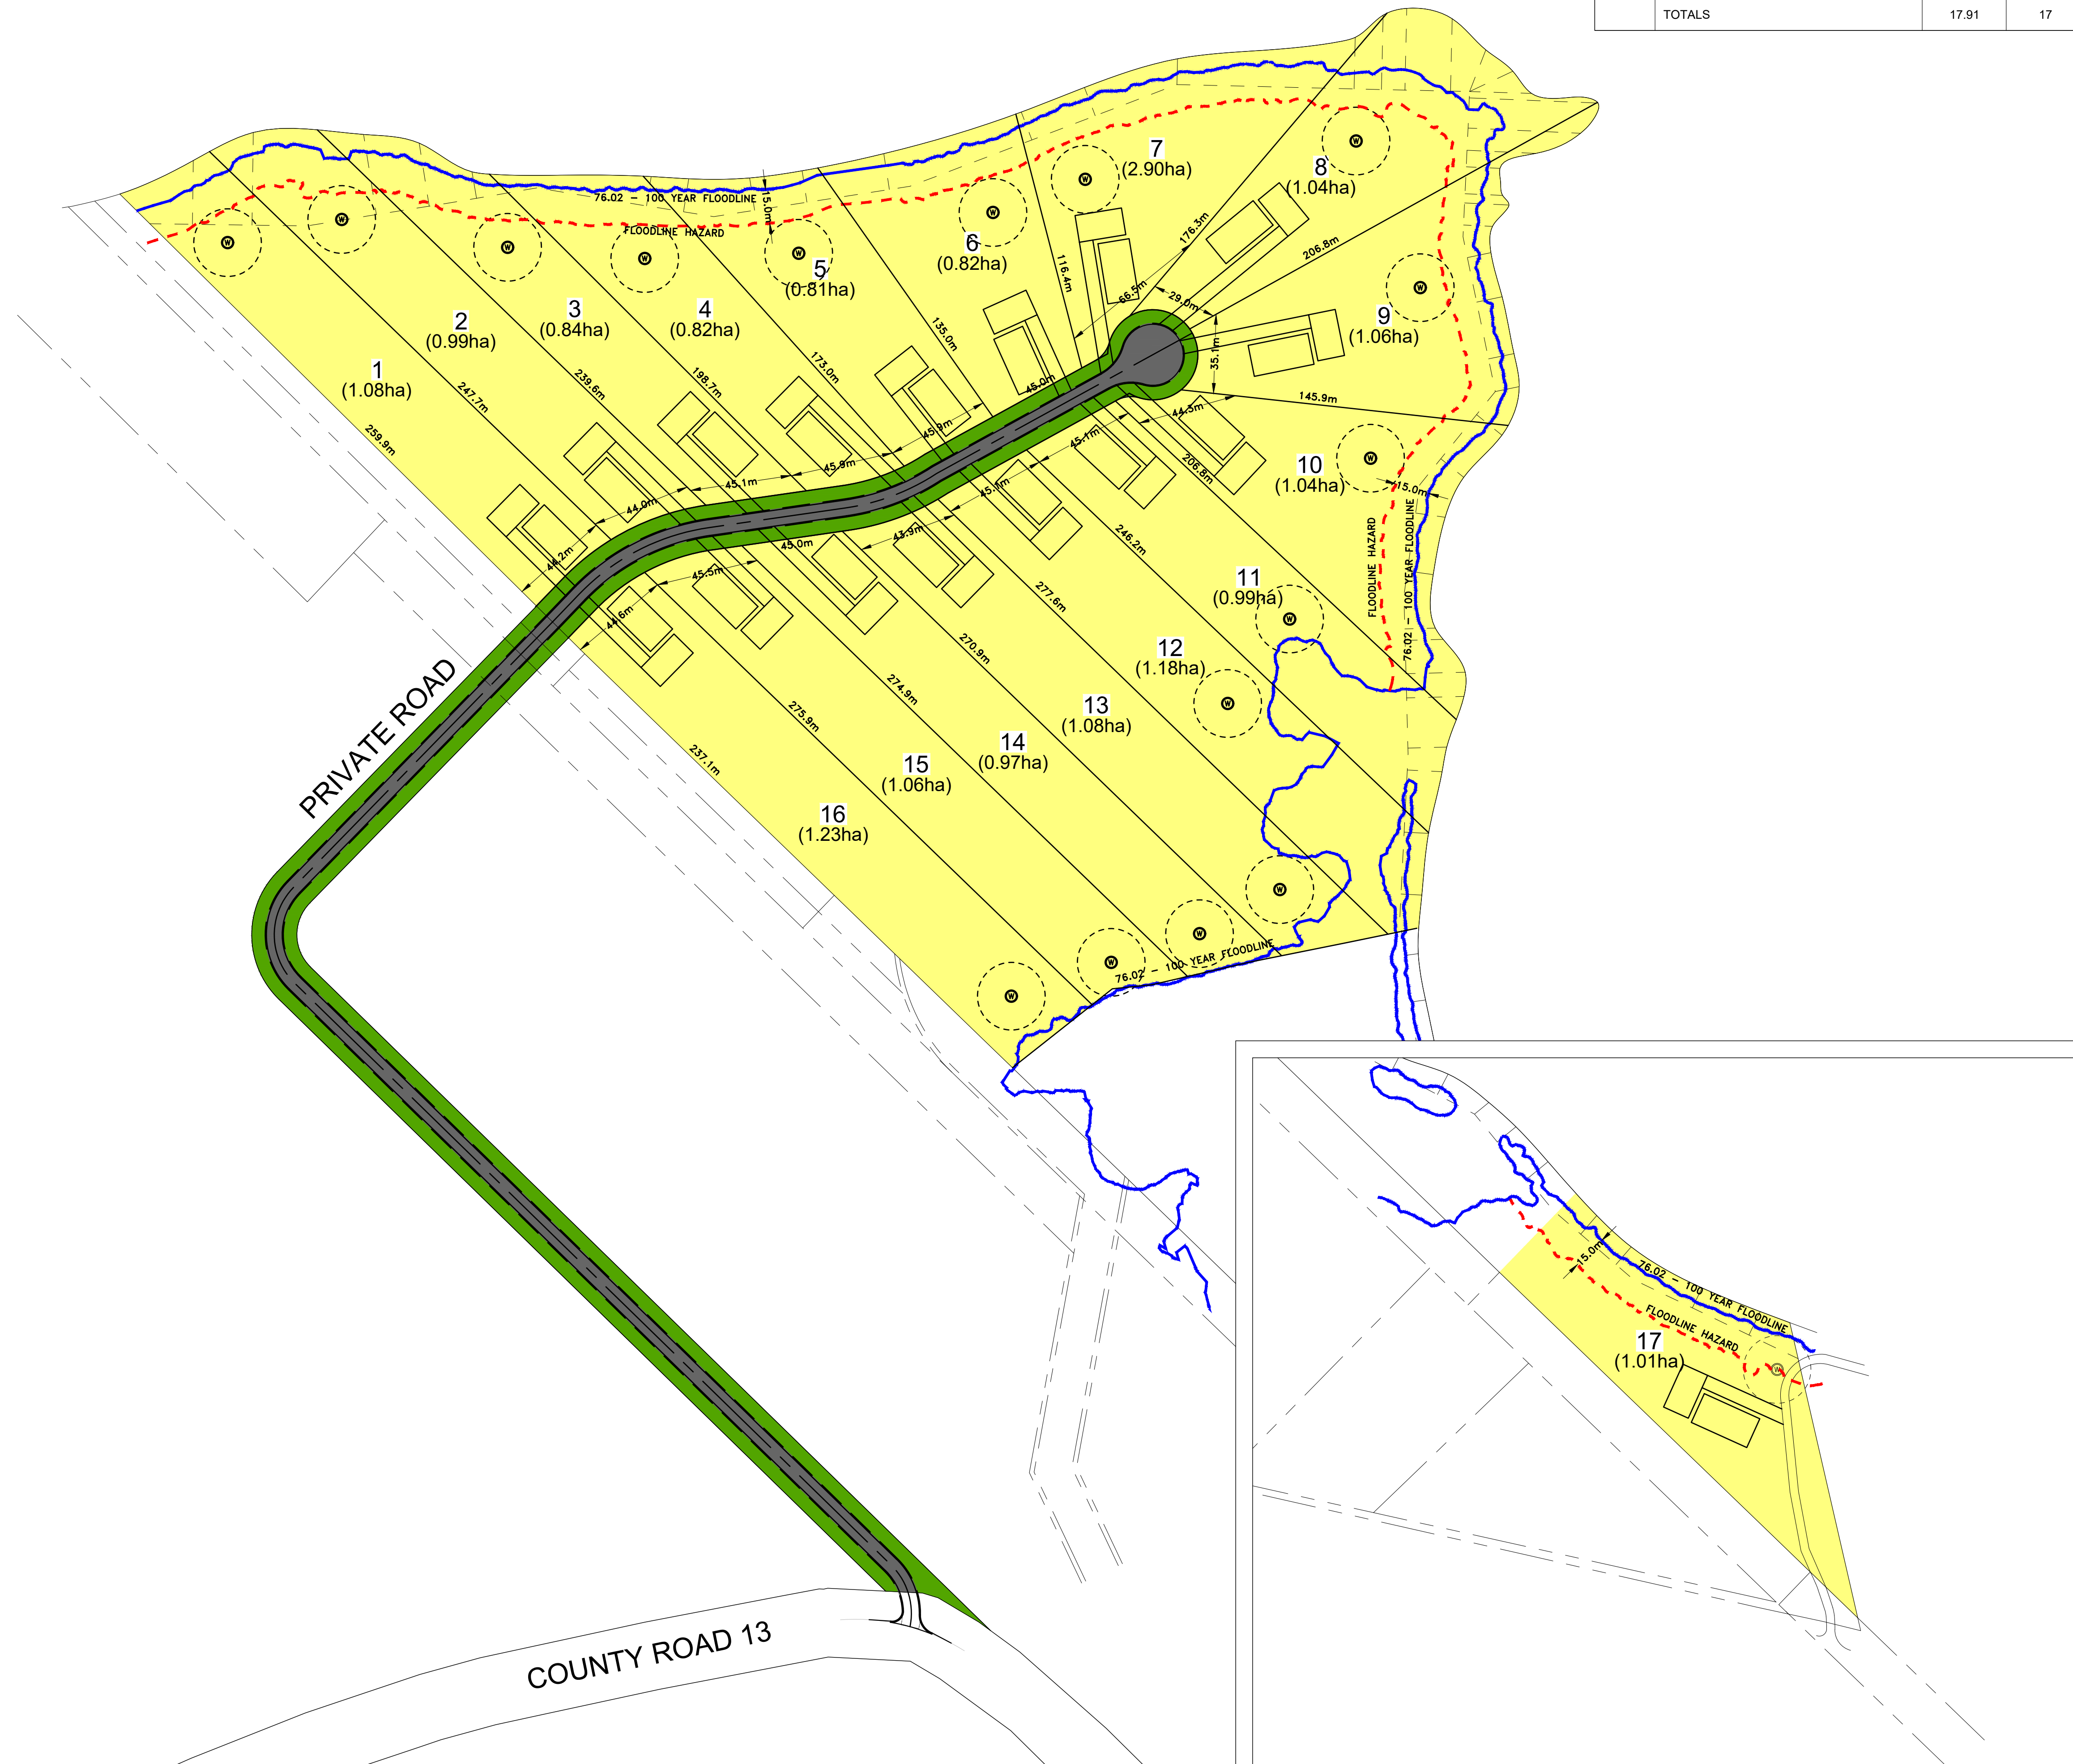 TOTALS 17.91 17
7
(2.90ha)
8
(1.04ha)
76.02 - 100 YEAR FLOODLINE
15.0m
FLOODLINE HAZARD
W
W
W
W
W
W
W
W
6
(0.82ha)
5
(0.81ha)
176.3m
206.8m
116.4m
66.5m
29.0m
W
9
(1.06ha)
4
(0.82ha)
3
(0.84ha)
2
(0.99ha)
1
(1.08ha)
135.0m
173.0m
198.7m
239.6m
247.7m
259.9m
35.1m
145.9m
45.0m
45.9m
45.9m
45.1m
44.0m
44.2m
44.3m
45.1m
206.8m
45.1m
43.9m
45.0m
45.5m
44.6m
W
10
(1.04ha)
15.0m
FLOODLINE HAZARD
76.02 - 100 YEAR FLOODLINE
246.2m
277.6m
270.9m
274.9m
275.9m
237.1m
11
(0.99ha)
W
12
(1.18ha)
W
13
(1.08ha)
14
(0.97ha)
15
(1.06ha)
16
(1.23ha)
PRIVATE ROAD
W
W
W
W
76.02 - 100 YEAR FLOODLINE
15.0m
76.02 - 100 YEAR FLOODLINE
FLOODLINE HAZARD
17
(1.01ha)
W
COUNTY ROAD 13